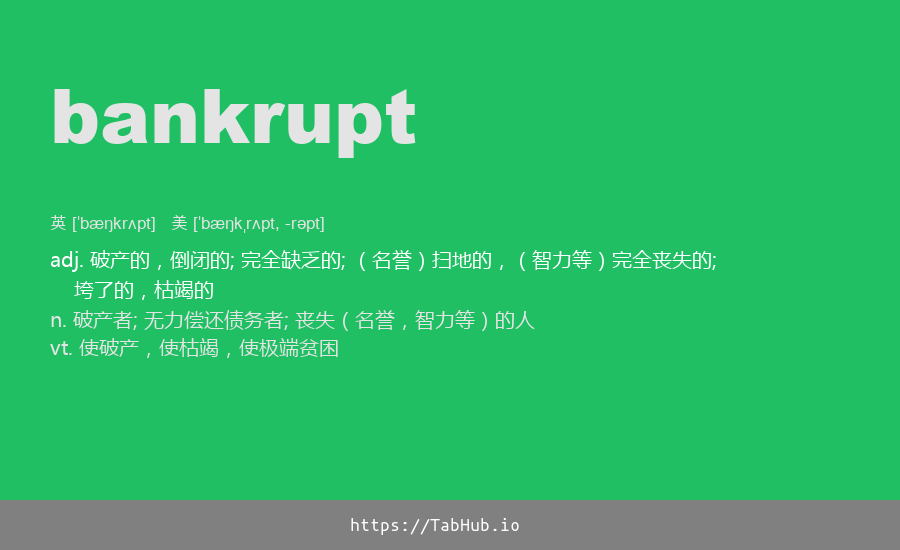 bankrupt
英 [ˈbæŋkrʌpt] 美 [ˈbæŋkˌrʌpt, -rəpt]
adj. 破产的，倒闭的; 完全缺乏的; （名誉）扫地的，（智力等）完全丧失的;
垮了的，枯竭的
n. 破产者; 无力偿还债务者; 丧失（名誉，智力等）的人
vt. 使破产，使枯竭，使极端贫困
https://TabHub.io